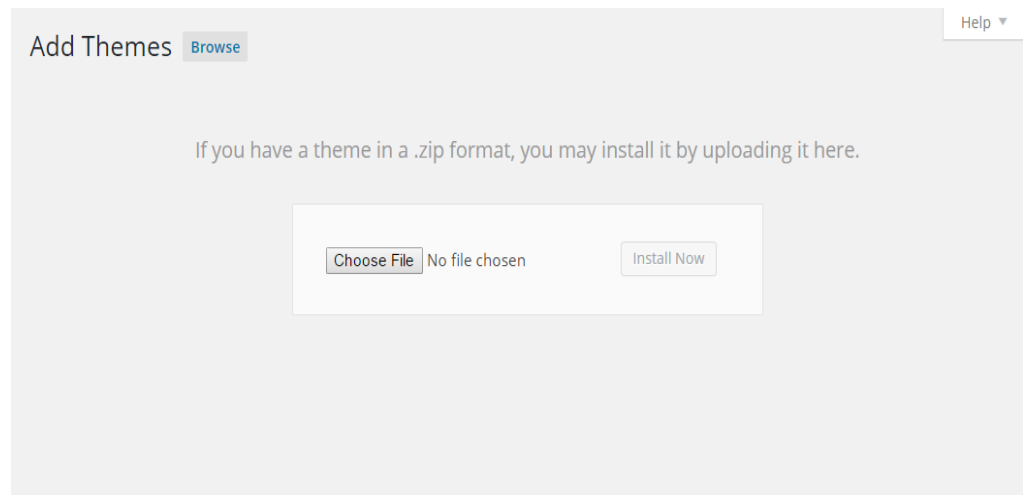 Help
Add Themes Browse
If you have a theme in a .zip format, you may install it by uploading it here.
Choose File No file chosen Install Now